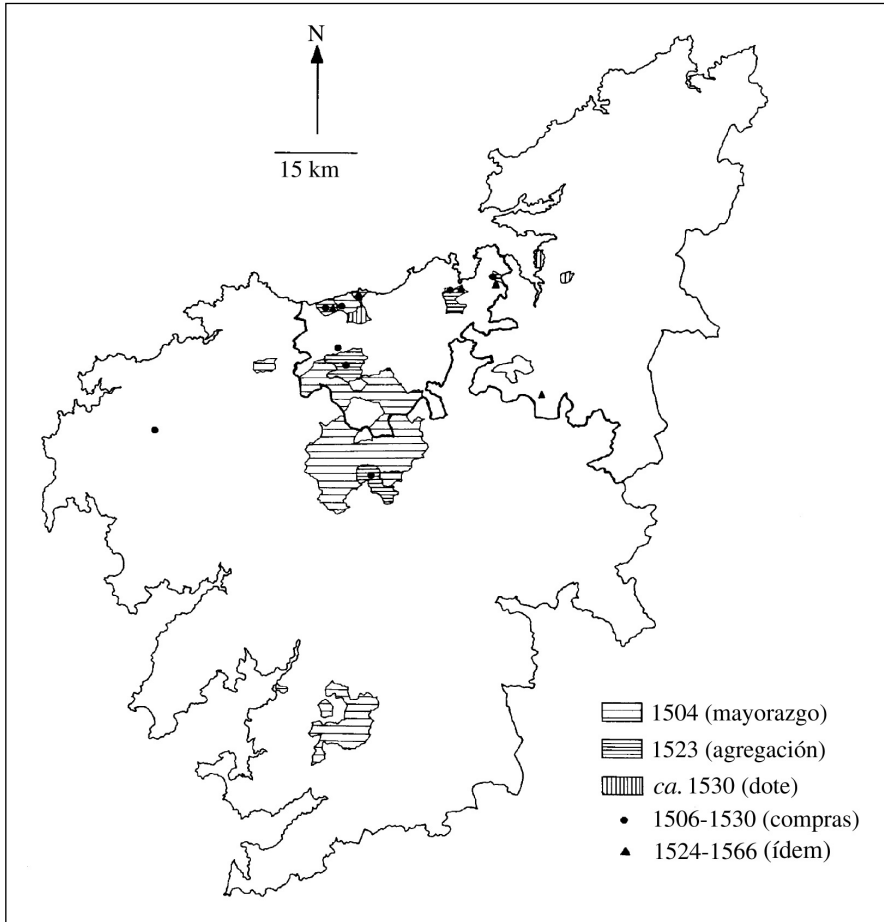 N
15 km
1504 (mayorazgo)
1523 (agregación)
ca. 1530 (dote)
1506-1530 (compras)
1524-1566 (ídem)